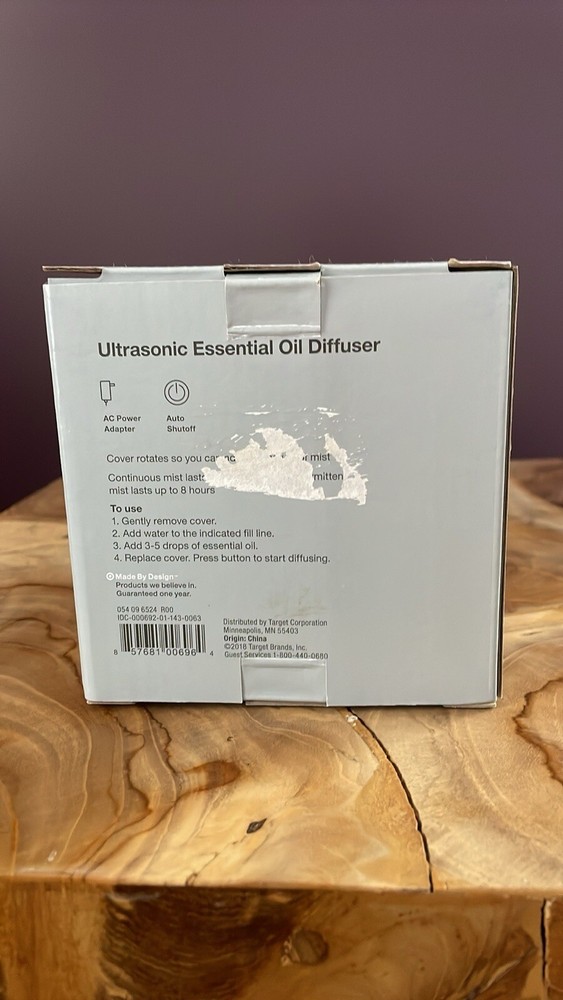 Ultrasonic Essential Oil Diffuser
AC Power
Adapter
Auto
Shutoff
Cover rotates so you can mist
Continuous mist lasts
mist lasts up to 8 hours
To use
1. Gently remove cover.
2. Add water to the indicated fill line.
3. Add 3-5 drops of essential oil.
4. Replace cover. Press button to start diffusing.
Made By Design™
Products we believe in.
Guaranteed one year.
054 09 6524 R00
IDC-000692-01-143-0063
8 57681 00696 4
Distributed by Target Corporation
Minneapolis, MN 55403
Origin: China
©2018 Target Brands, Inc.
Guest Services 1-800-440-0680